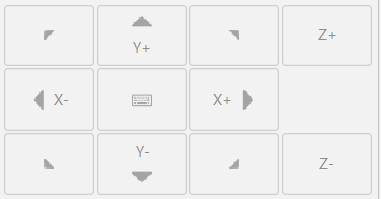 Y+
Z+
X-
X+
Y-
Z-